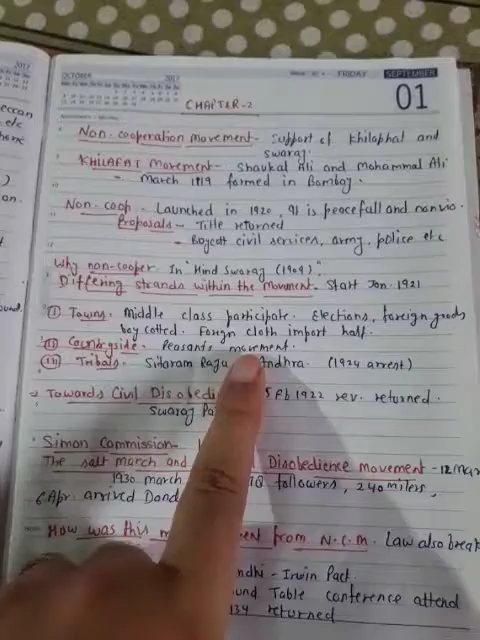 OCTOBER 2017
FRIDAY SEPTEMBER
01
CHAPTER-2
Non-cooperation movement - Support of Khilaphat and
swaraj.
KHILAFAT Movement - Shaukat Ali and Mohammal Ali
- March 1919 formed in Bombay.
Non-coop - Launched in 1920, It is peacefull and nonvio.
Proposals - Title returned
- Boycott civil services, army, police etc
Why non-cooper In "Hind Swaraj (1909)".
Differing strands within the movement - Start Jan. 1921
(i) Towns. Middle class participate. Elections, foreign goods
boycotted. Foreign cloth import half.
(ii) Countryside - Peasants movement.
(iii) Tribals. Sitaram Raju Andhra. (1924 arrest)
Towards Civil Disobedi 5 Feb 1922 rev. returned.
Swaraj Pa
Simon Commission -
The salt march and Disobedience movement - 12 Mar
1930 march 78 followers, 240 miles,
6 Apr. arrived Dand
How was this m ent from N.C.M. Law also break
ndhi - Irwin Pact.
und Table conference attend
returned